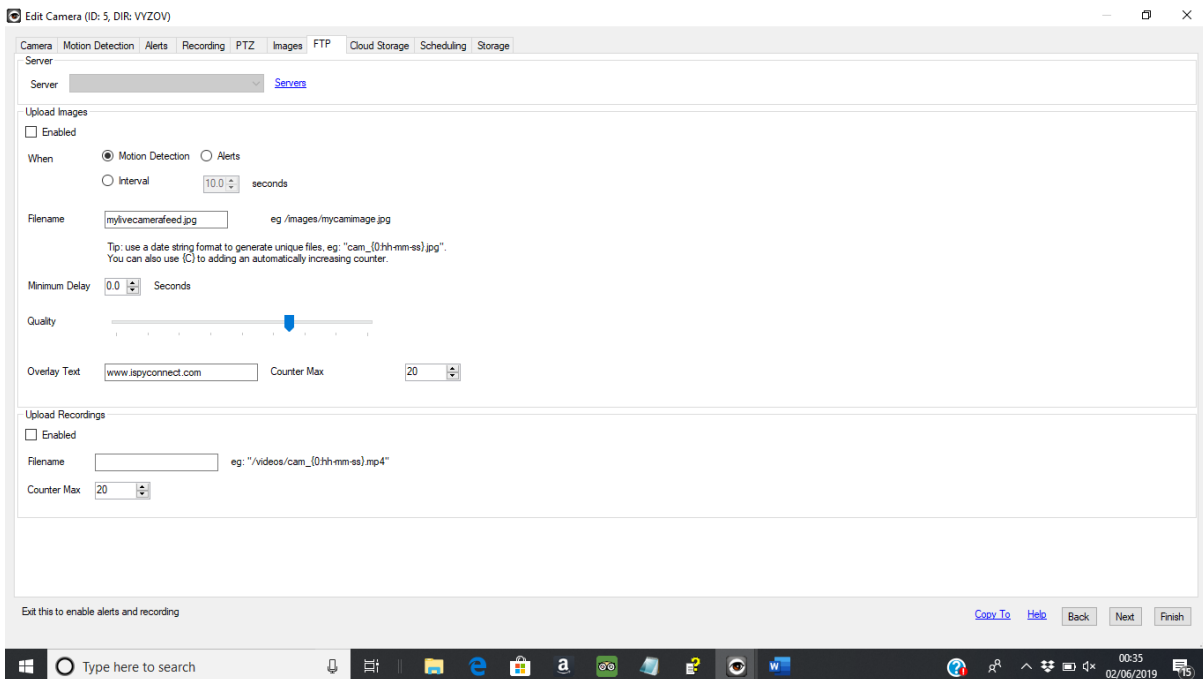 Edit Camera (ID: 5, DIR: VYZOV)
Camera Motion Detection Alerts Recording PTZ Images FTP Cloud Storage Scheduling Storage
Server
Server Servers
Upload Images
Enabled
When Motion Detection Alerts
Interval 10.0 seconds
Filename mylivecamerafeed.jpg eg /images/mycamimage.jpg
Tip: use a date string format to generate unique files, eg: "cam_{0:hh-mm-ss}.jpg".
You can also use {C} to adding an automatically increasing counter.
Minimum Delay 0.0 Seconds
Quality
Overlay Text www.ispyconnect.com Counter Max 20
Upload Recordings
Enabled
Filename eg: "/videos/cam_{0:hh-mm-ss}.mp4"
Counter Max 20
Exit this to enable alerts and recording
Copy To Help Back Next Finish
Type here to search
00:35
02/06/2019
15